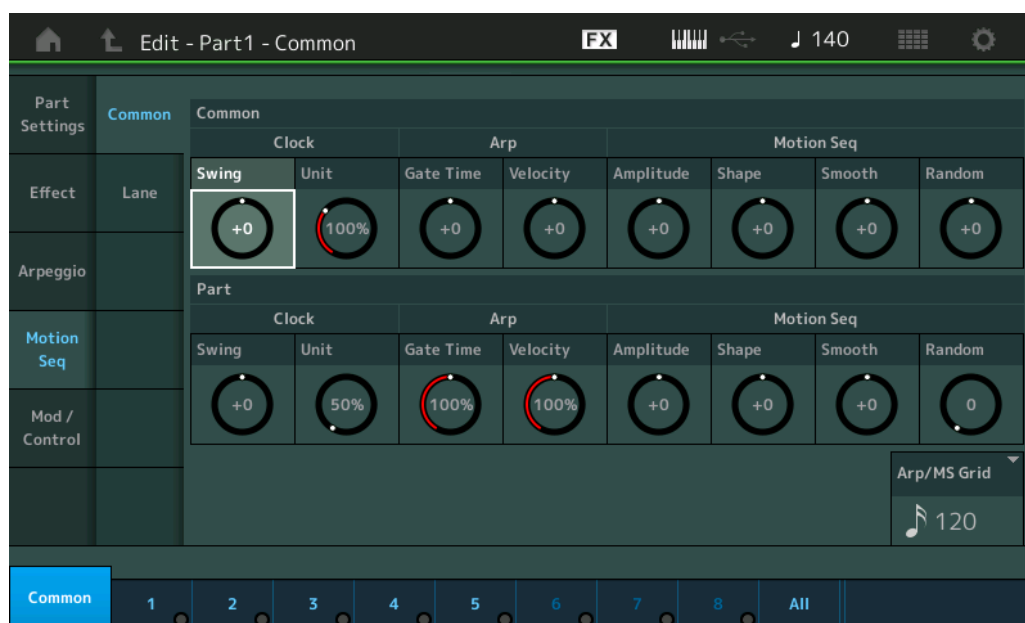 Edit - Part1 - Common FX 140
Part Settings
Common
Effect
Lane
Arpeggio
Motion Seq
Mod / Control
Common
Clock Arp Motion Seq
Swing Unit Gate Time Velocity Amplitude Shape Smooth Random
+0 100% +0 +0 +0 +0 +0 +0
Part
Clock Arp Motion Seq
Swing Unit Gate Time Velocity Amplitude Shape Smooth Random
+0 50% 100% 100% +0 +0 +0 0
Arp/MS Grid
120
Common 1 2 3 4 5 6 7 8 All